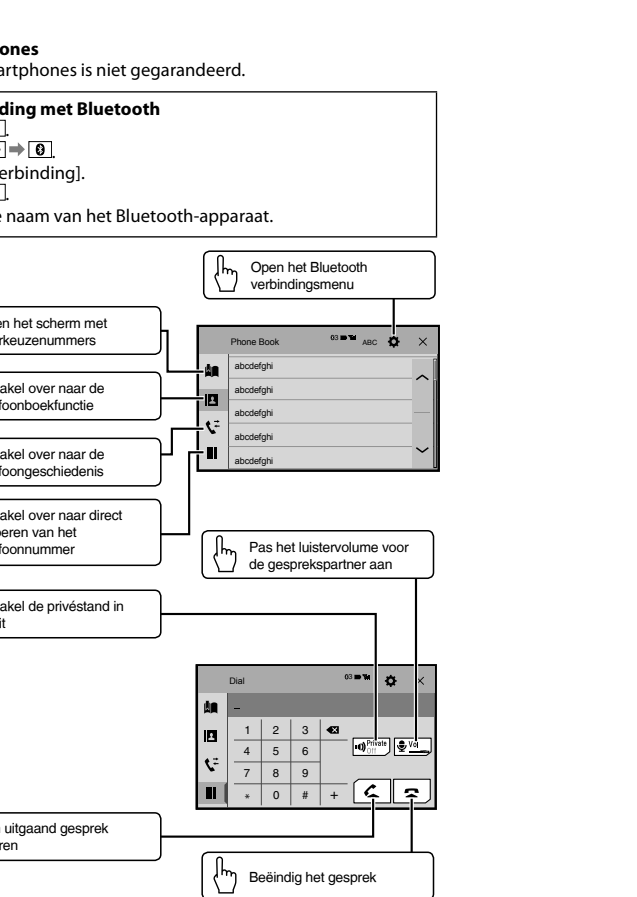 ones
artphones is niet gegarandeerd.
ding met Bluetooth
erbinding].
e naam van het Bluetooth-apparaat.
Open het Bluetooth
verbindingsmenu
en het scherm met
rkeuzenummers
akel over naar de
foonboekfunctie
akel over naar de
foongeschiedenis
akel over naar direct
eren van het
foonnummer
Phone Book 03 ABC ×
abcdefghi
abcdefghi
abcdefghi
abcdefghi
abcdefghi
Pas het luistervolume voor
de gesprekspartner aan
akel de privéstand in
it
Dial 03 ×
–
1 2 3
4 5 6
7 8 9
* 0 # +
Private
Off
Vol
uitgaand gesprek
ren
Beëindig het gesprek